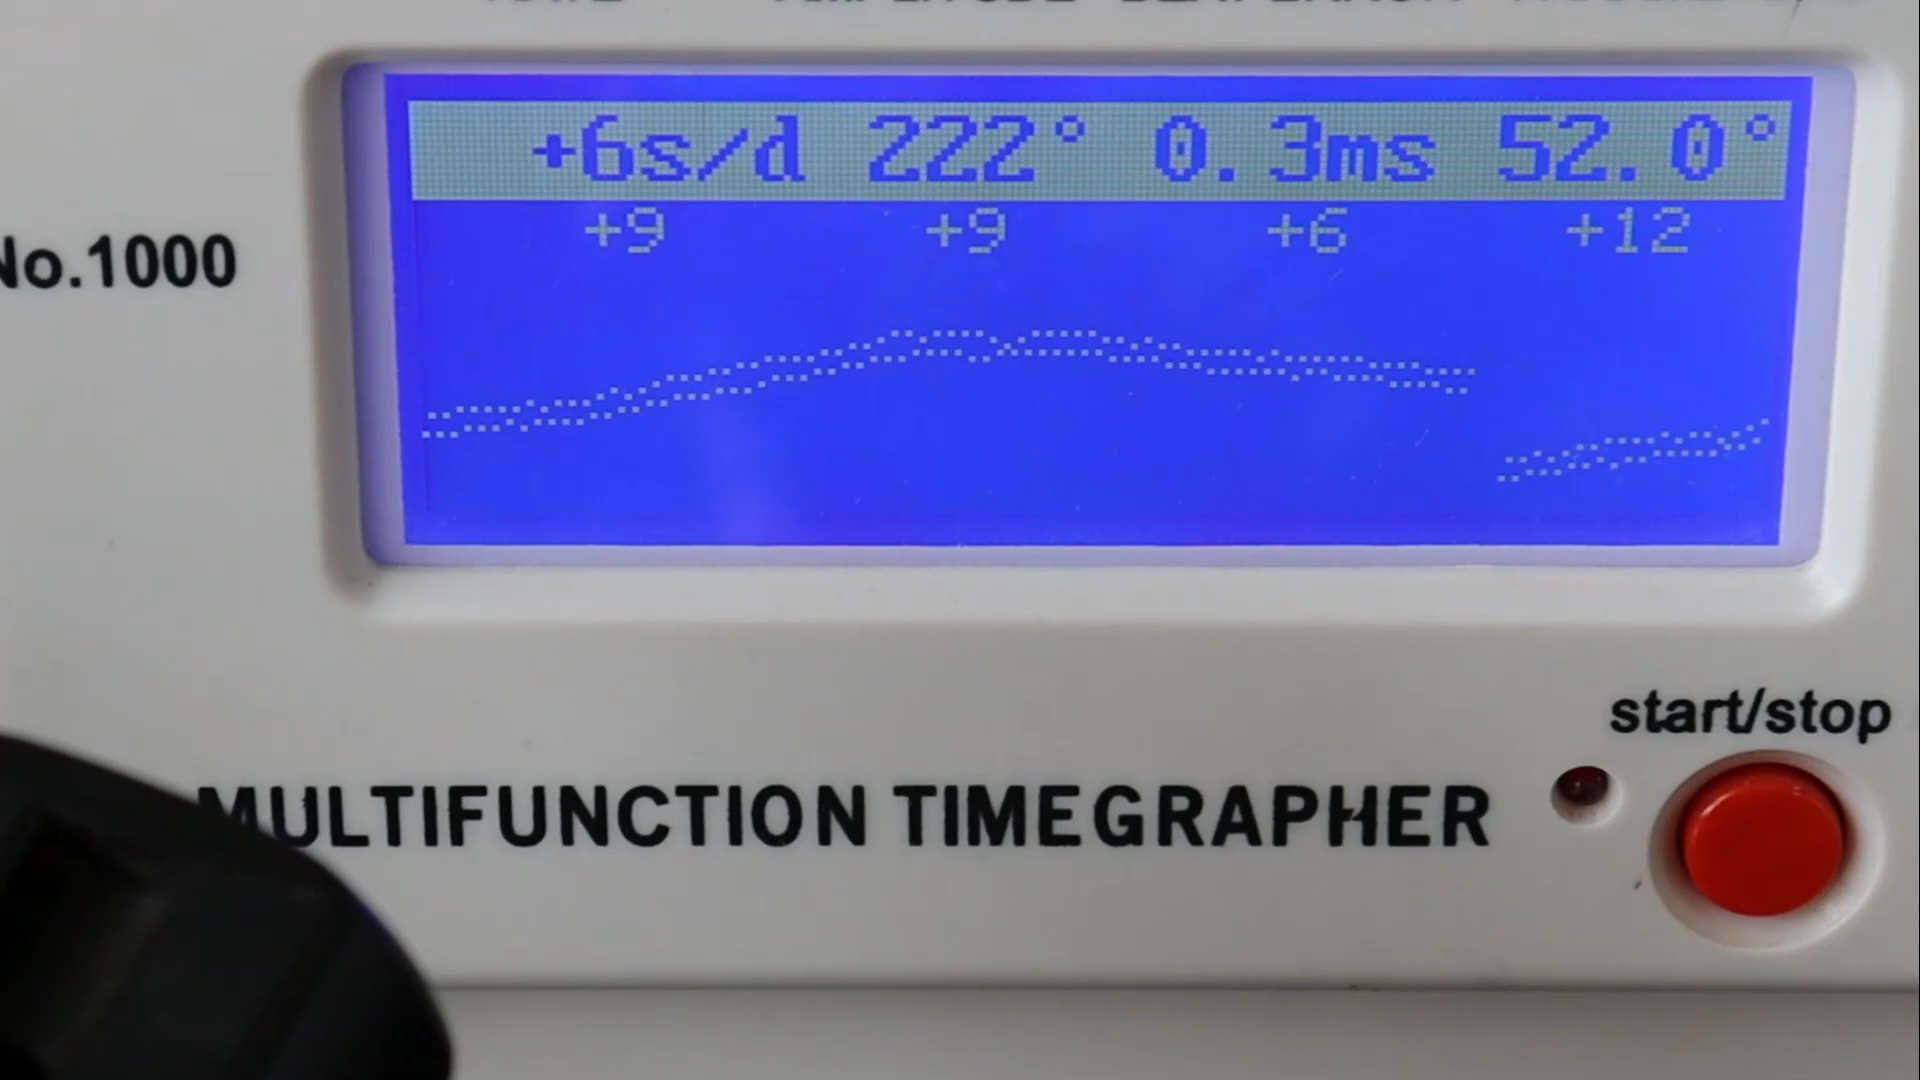 +6s/d 222° 0.3ms 52.0°
+9 +9 +6 +12
No.1000
start/stop
MULTIFUNCTION TIMEGRAPHER